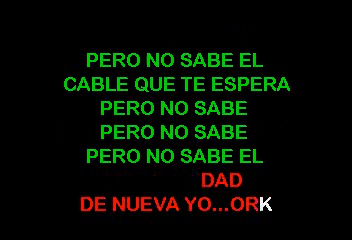 PERO NO SABE EL
CABLE QUE TE ESPERA
PERO NO SABE
PERO NO SABE
PERO NO SABE EL
DAD
DE NUEVA YO...ORK